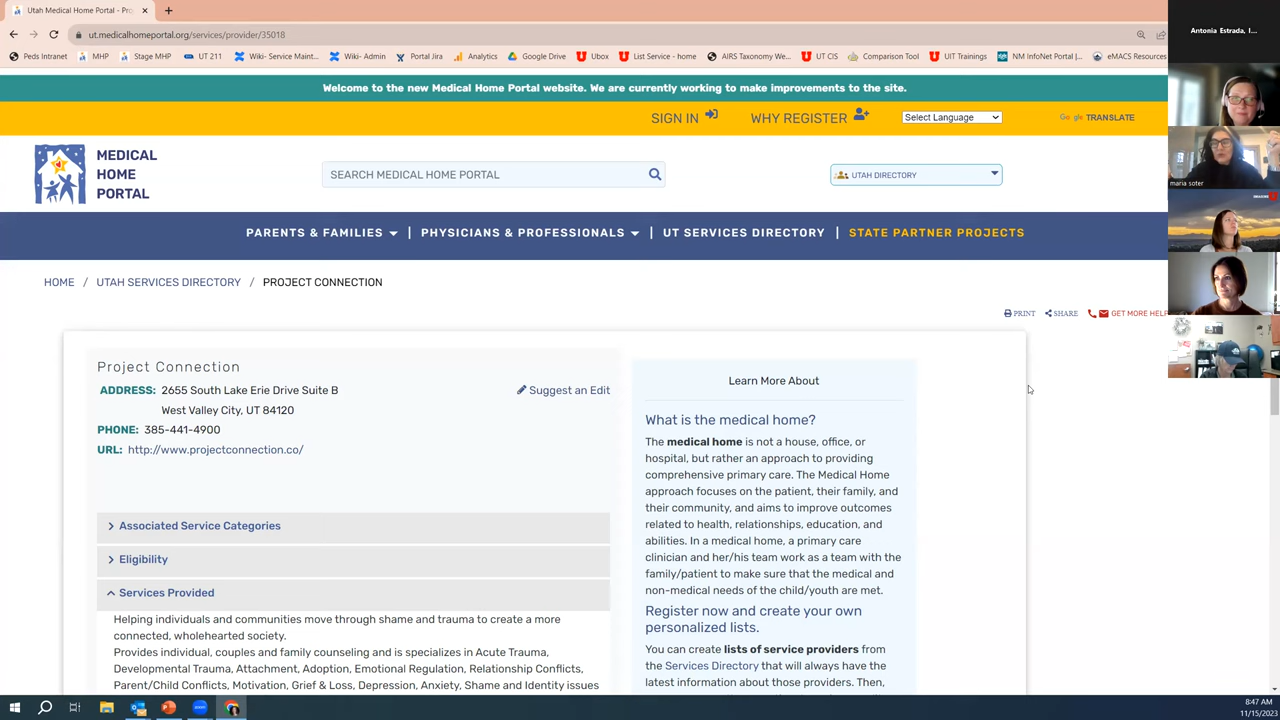 Utah Medical Home Portal - Pro
ut.medicalhomeportal.org/services/provider/35018
Peds Intranet
MHP
Stage MHP
UT 211
Wiki- Service Maint...
Wiki- Admin
Portal Jira
Analytics
Google Drive
Ubox
List Service - home
AIRS Taxonomy We...
UT CIS
Comparison Tool
UIT Trainings
NM InfoNet Portal |...
eMACS Resources
Antonia Estrada, I...
maria soter
Welcome to the new Medical Home Portal website. We are currently working to make improvements to the site.
SIGN IN
WHY REGISTER
Select Language
Google TRANSLATE
MEDICAL
HOME
PORTAL
SEARCH MEDICAL HOME PORTAL
UTAH DIRECTORY
PARENTS & FAMILIES | PHYSICIANS & PROFESSIONALS | UT SERVICES DIRECTORY | STATE PARTNER PROJECTS
HOME / UTAH SERVICES DIRECTORY / PROJECT CONNECTION
PRINT SHARE GET MORE HELP
Project Connection
ADDRESS: 2655 South Lake Erie Drive Suite B
West Valley City, UT 84120
Suggest an Edit
PHONE: 385-441-4900
URL: http://www.projectconnection.co/
Associated Service Categories
Eligibility
Services Provided
Helping individuals and communities move through shame and trauma to create a more
connected, wholehearted society.
Provides individual, couples and family counseling and is specializes in Acute Trauma,
Developmental Trauma, Attachment, Adoption, Emotional Regulation, Relationship Conflicts,
Parent/Child Conflicts, Motivation, Grief & Loss, Depression, Anxiety, Shame and Identity issues
Learn More About
What is the medical home?
The medical home is not a house, office, or
hospital, but rather an approach to providing
comprehensive primary care. The Medical Home
approach focuses on the patient, their family, and
their community, and aims to improve outcomes
related to health, relationships, education, and
abilities. In a medical home, a primary care
clinician and her/his team work as a team with the
family/patient to make sure that the medical and
non-medical needs of the child/youth are met.
Register now and create your own
personalized lists.
You can create lists of service providers from
the Services Directory that will always have the
latest information about those providers. Then,
8:47 AM
11/15/2023